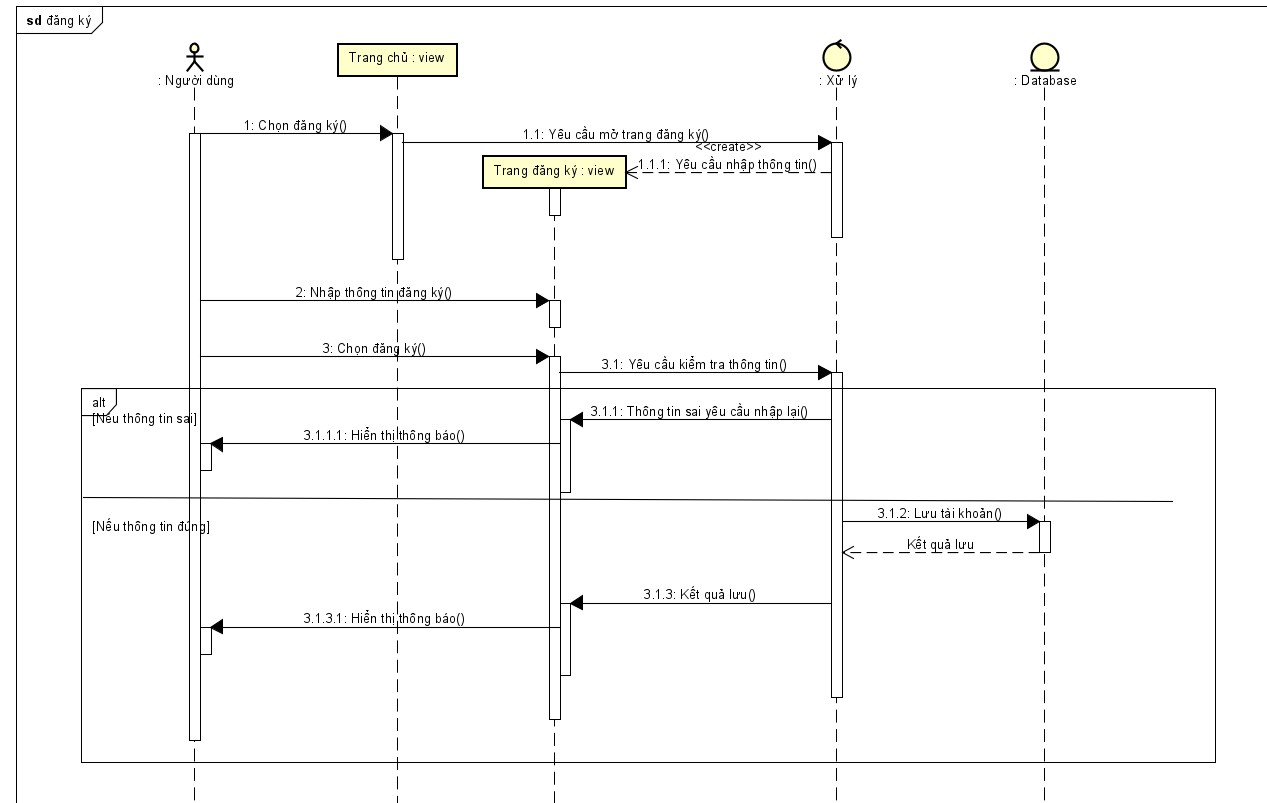 sd đăng ký
: Người dùng
Trang chủ : view
: Xử lý
: Database
1: Chọn đăng ký()
1.1: Yêu cầu mở trang đăng ký()
<<create>>
1.1.1: Yêu cầu nhập thông tin()
Trang đăng ký : view
2: Nhập thông tin đăng ký()
3: Chọn đăng ký()
3.1: Yêu cầu kiểm tra thông tin()
alt
[Nếu thông tin sai]
3.1.1: Thông tin sai yêu cầu nhập lại()
3.1.1.1: Hiển thị thông báo()
[Nếu thông tin đúng]
3.1.2: Lưu tài khoản()
Kết quả lưu
3.1.3: Kết quả lưu()
3.1.3.1: Hiển thị thông báo()